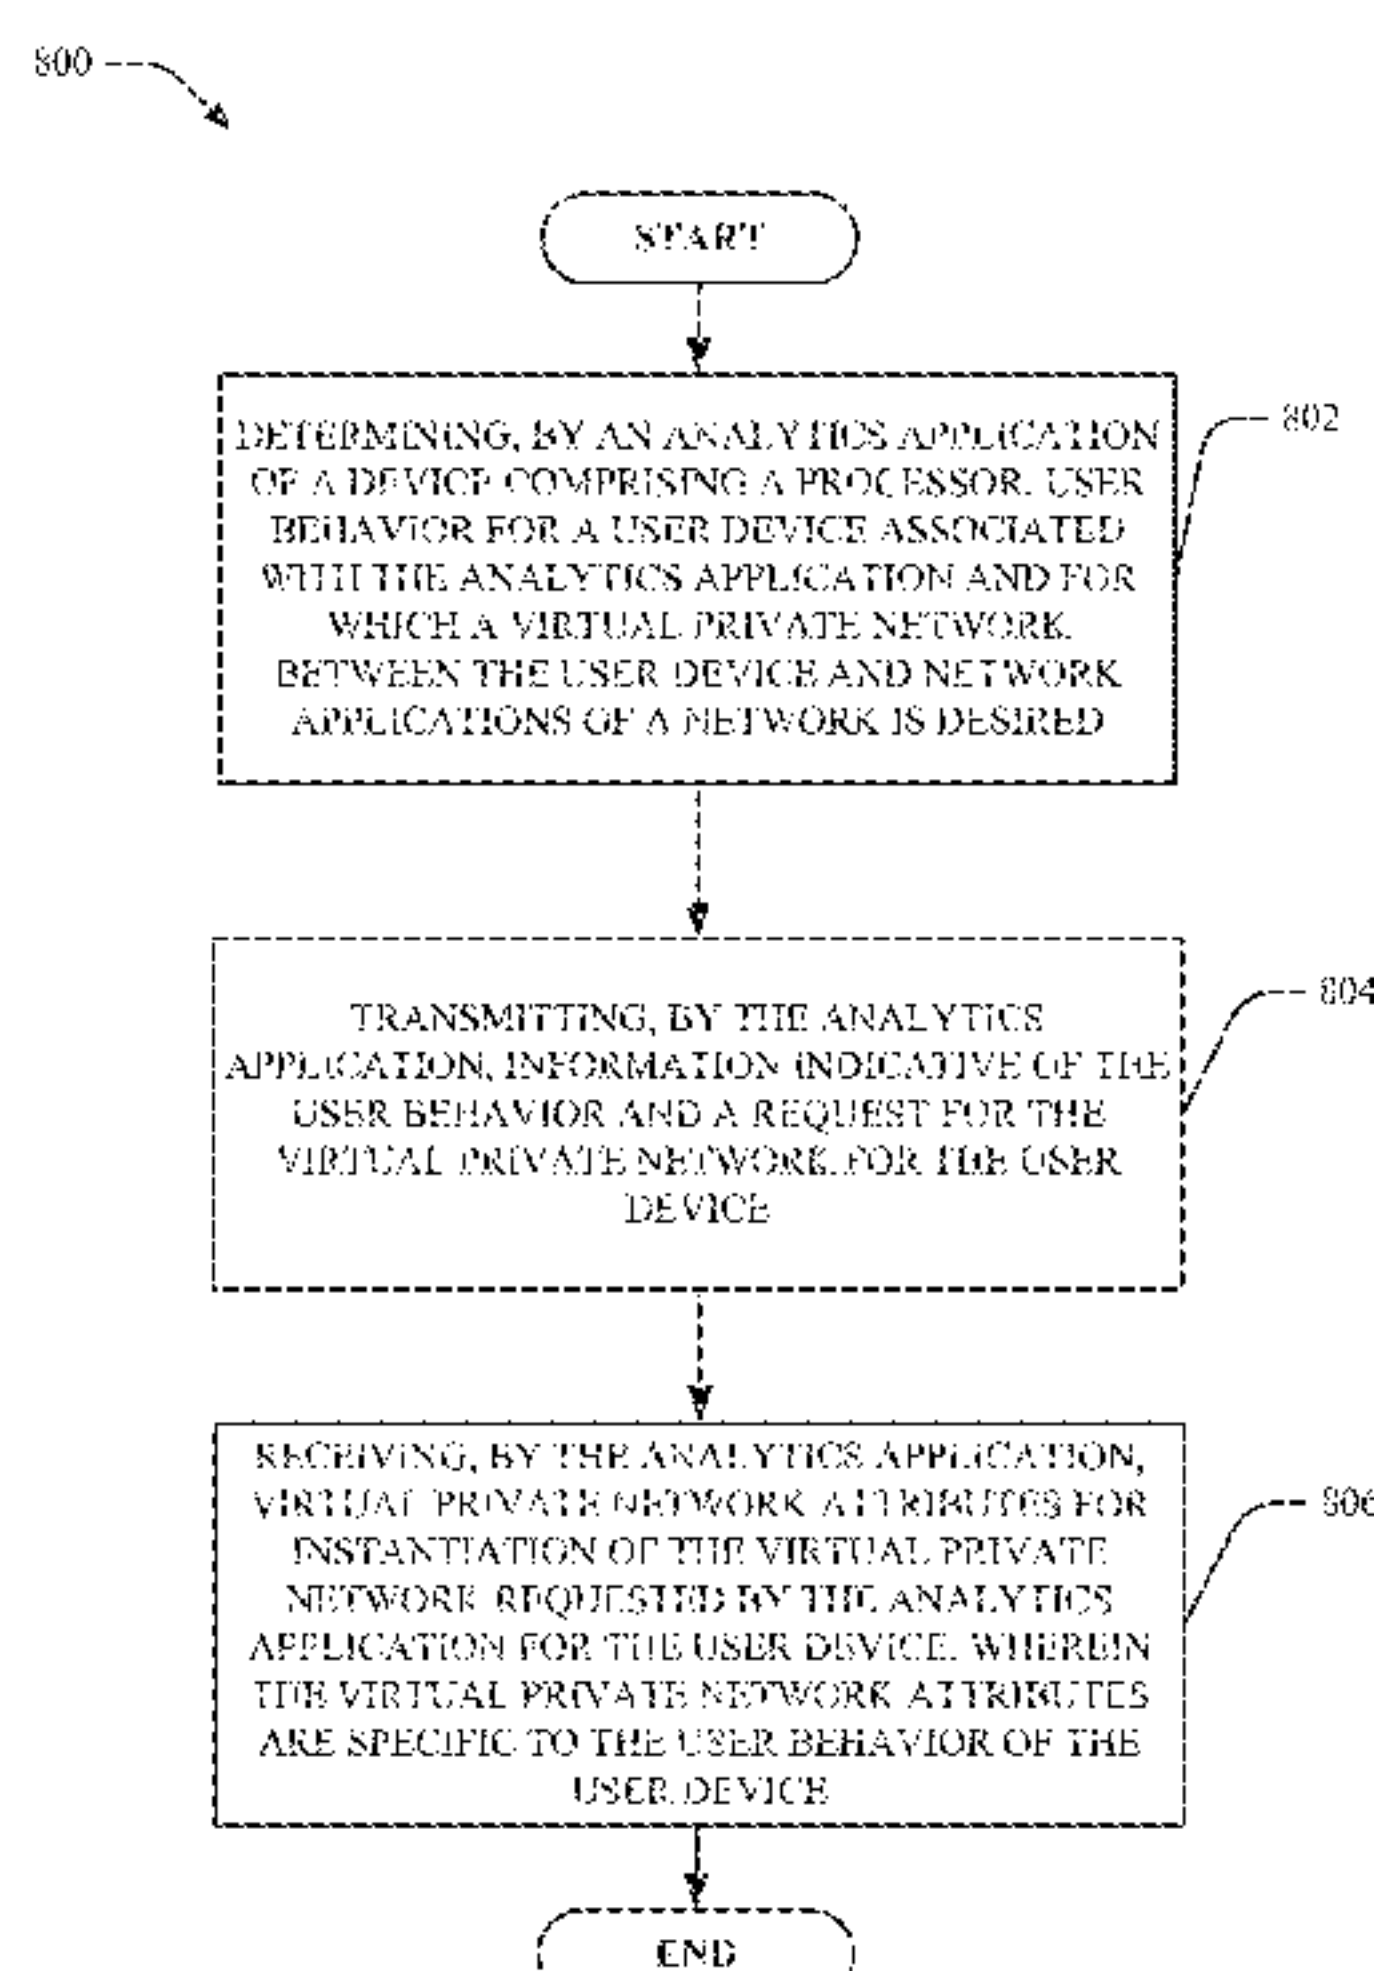 800
START
DETERMINING, BY AN ANALYTICS APPLICATION
OF A DEVICE COMPRISING A PROCESSOR, USER
BEHAVIOR FOR A USER DEVICE ASSOCIATED
WITH THE ANALYTICS APPLICATION AND FOR
WHICH A VIRTUAL PRIVATE NETWORK
BETWEEN THE USER DEVICE AND NETWORK
APPLICATIONS OF A NETWORK IS DESIRED
802
TRANSMITTING, BY THE ANALYTICS
APPLICATION, INFORMATION INDICATIVE OF THE
USER BEHAVIOR AND A REQUEST FOR THE
VIRTUAL PRIVATE NETWORK FOR THE USER
DEVICE
804
RECEIVING, BY THE ANALYTICS APPLICATION,
VIRTUAL PRIVATE NETWORK ATTRIBUTES FOR
INSTANTIATION OF THE VIRTUAL PRIVATE
NETWORK REQUESTED BY THE ANALYTICS
APPLICATION FOR THE USER DEVICE, WHEREIN
THE VIRTUAL PRIVATE NETWORK ATTRIBUTES
ARE SPECIFIC TO THE USER BEHAVIOR OF THE
USER DEVICE
806
END